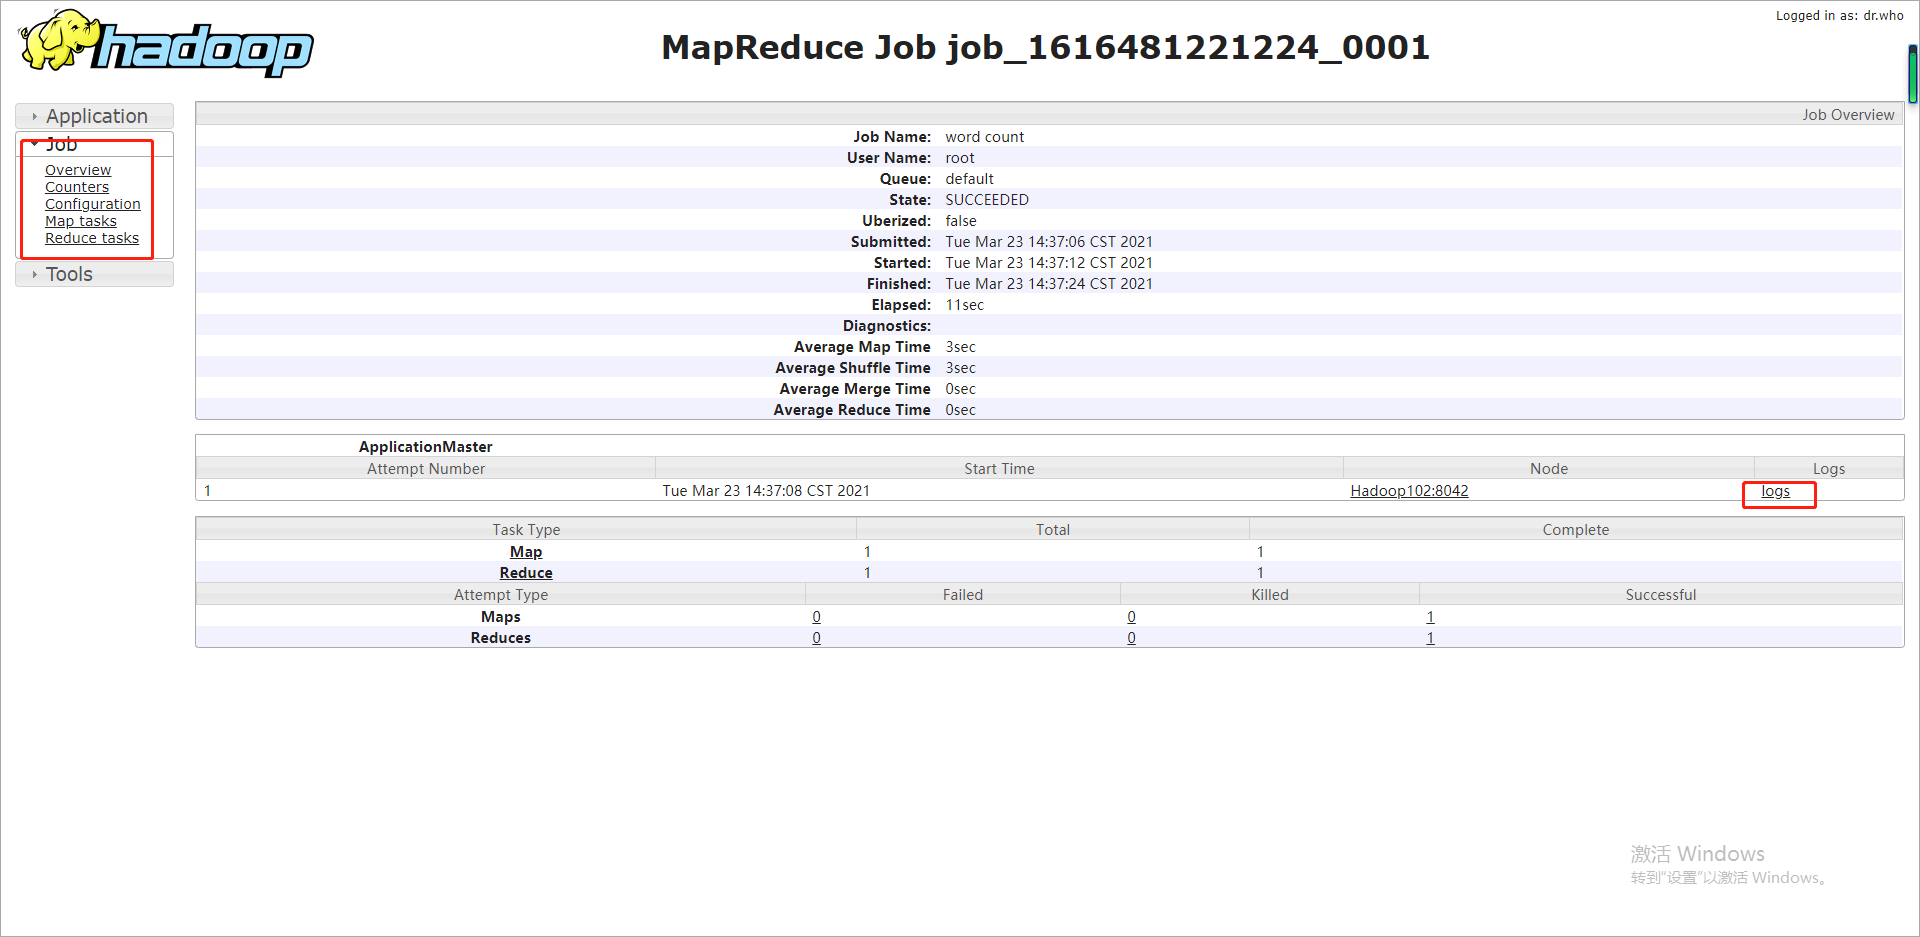 hadoop
Logged in as: dr.who
MapReduce Job job_1616481221224_0001
Application
Job
Overview
Counters
Configuration
Map tasks
Reduce tasks
Tools
Job Overview
Job Name: word count
User Name: root
Queue: default
State: SUCCEEDED
Uberized: false
Submitted: Tue Mar 23 14:37:06 CST 2021
Started: Tue Mar 23 14:37:12 CST 2021
Finished: Tue Mar 23 14:37:24 CST 2021
Elapsed: 11sec
Diagnostics:
Average Map Time 3sec
Average Shuffle Time 3sec
Average Merge Time 0sec
Average Reduce Time 0sec
ApplicationMaster
Attempt Number Start Time Node Logs
1 Tue Mar 23 14:37:08 CST 2021 Hadoop102:8042 logs
Task Type Total Complete
Map 1 1
Reduce 1 1
Attempt Type Failed Killed Successful
Maps 0 0 1
Reduces 0 0 1
激活 Windows
转到"设置"以激活 Windows。